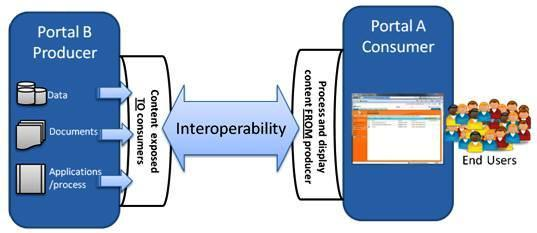 Portal B
Producer
Data
Documents
Applications
/process
Content exposed
TO consumers
Interoperability
Process and display
content FROM producer
Portal A
Consumer
End Users